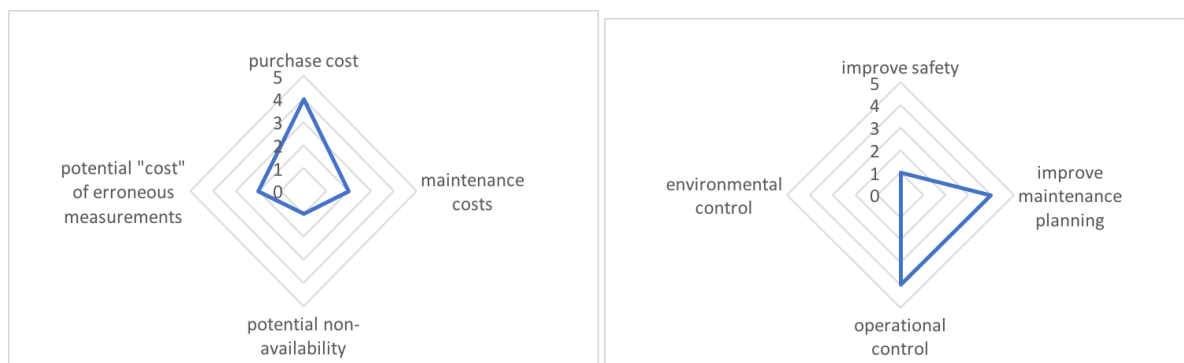 purchase cost
5
4
3
2
1
0
potential "cost"
of erroneous
measurements
maintenance
costs
potential non-
availability
improve safety
5
4
3
2
1
0
environmental
control
improve
maintenance
planning
operational
control